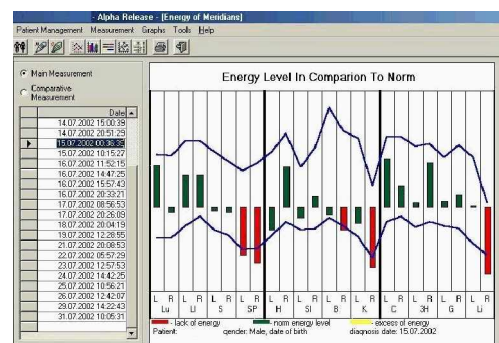 - Alpha Release - [Energy of Meridians]
Patient Management Measurement Graphs Tools Help
Main Measurement
Comparative
Measurement
Date
14.07.2002 15:00:39
14.07.2002 20:51:29
15.07.2002 00:36:35
15.07.2002 10:15:27
16.07.2002 11:52:15
16.07.2002 14:47:25
16.07.2002 15:57:43
16.07.2002 20:33:21
17.07.2002 08:56:53
17.07.2002 20:26:09
18.07.2002 20:04:19
19.07.2002 12:28:55
21.07.2002 20:08:53
22.07.2002 05:57:29
23.07.2002 12:57:53
24.07.2002 14:42:25
25.07.2002 10:56:21
26.07.2002 12:42:07
29.07.2002 14:22:43
31.07.2002 10:05:31
Energy Level In Comparion To Norm
L R L R L R L R L R L R L R L R L R L R L R L R
Lu LI S SP H SI B K C 3H G Li
- lack of energy - norm energy level - excess of energy
Patient: gender: Male, date of birth diagnosis date: 15.07.2002